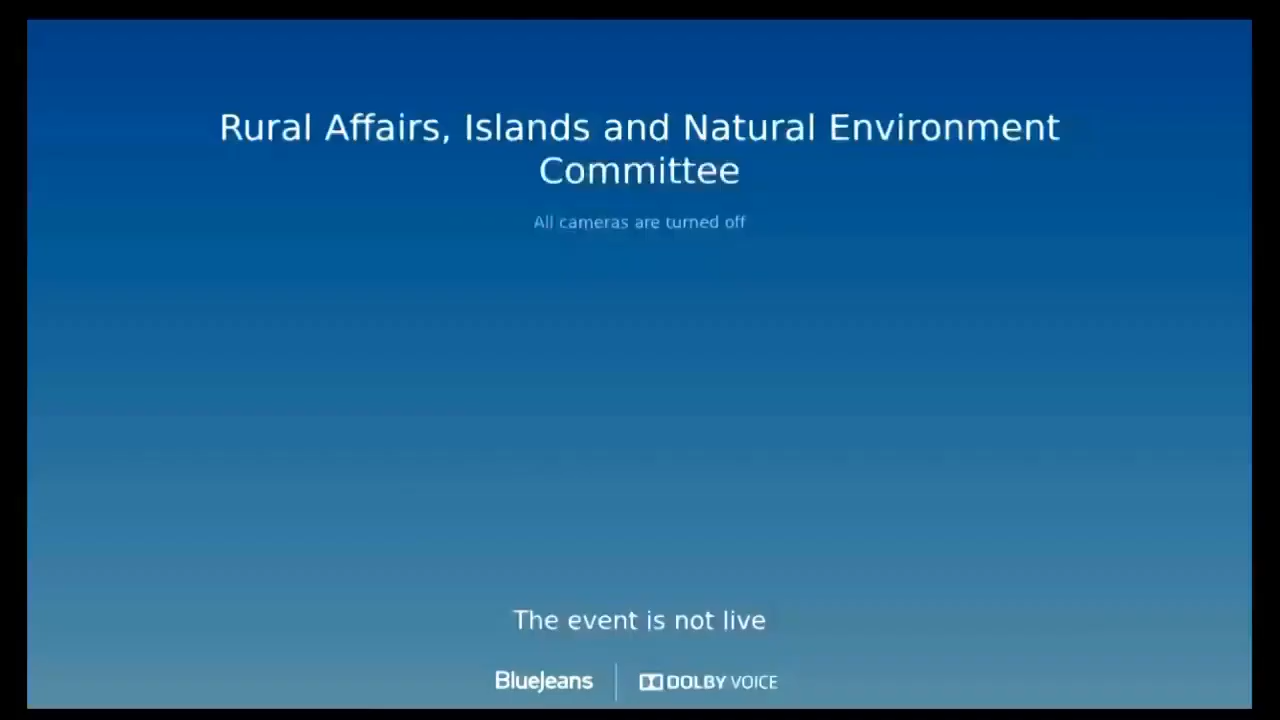 Rural Affairs, Islands and Natural Environment
Committee
All cameras are turned off
The event is not live
BlueJeans
DOLBY VOICE